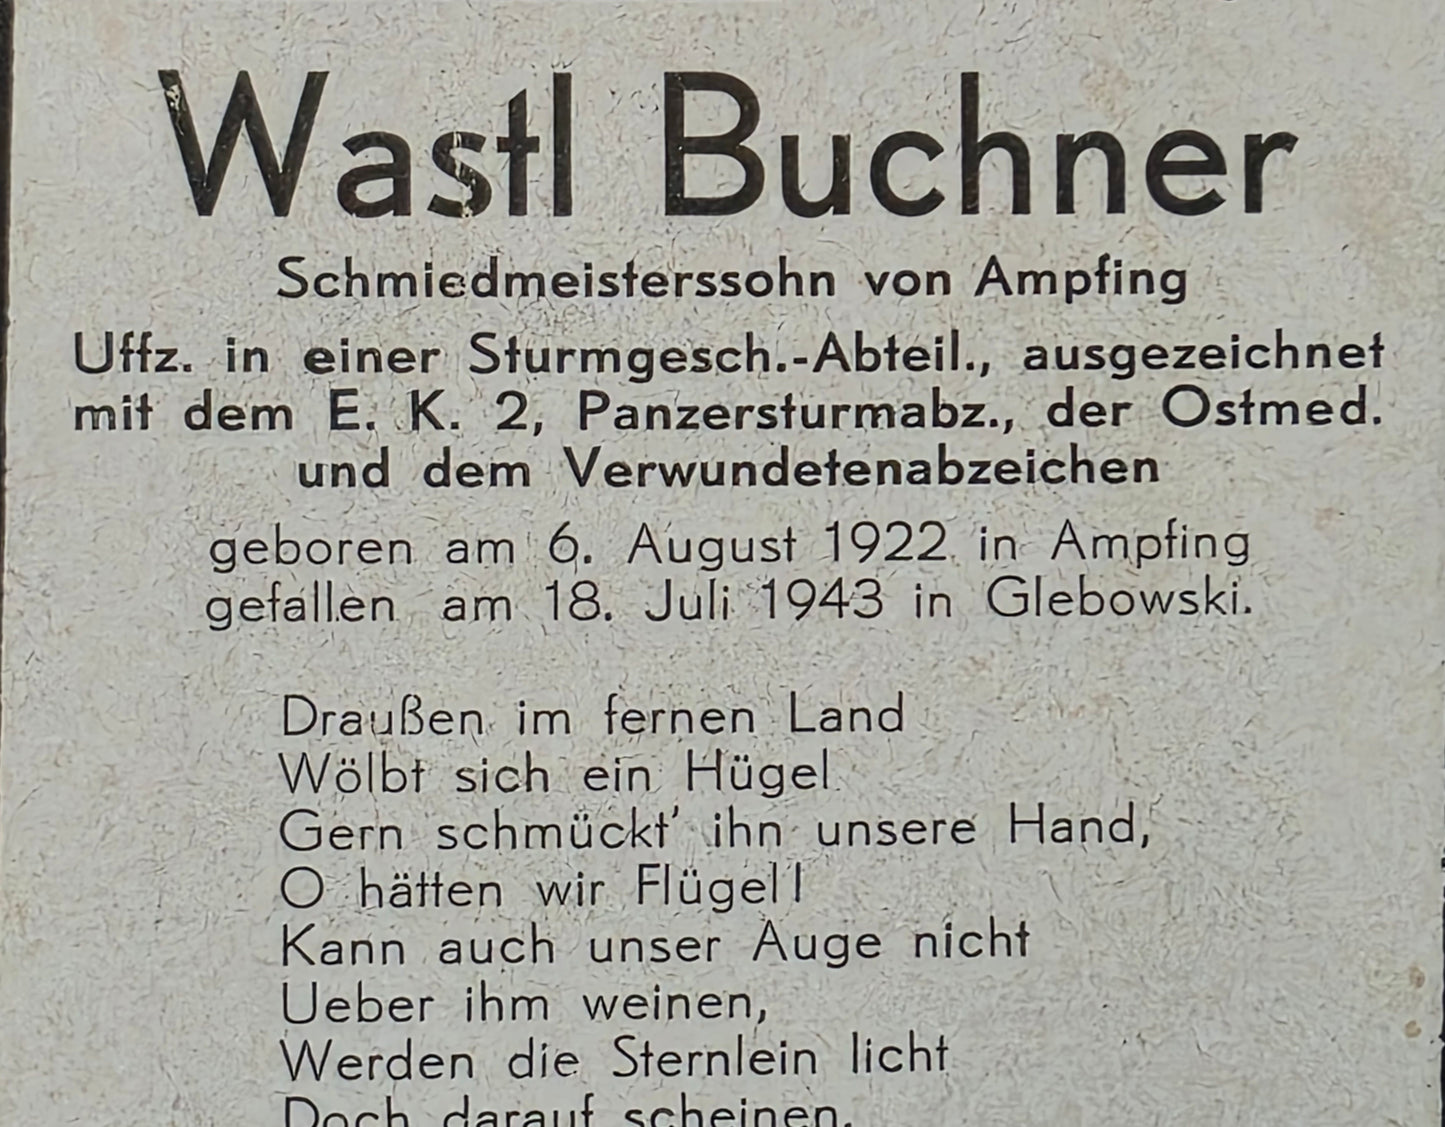 Wastl Buchner
Schmiedmeisterssohn von Ampfing
Uffz. in einer Sturmgesch.-Abteil., ausgezeichnet
mit dem E. K. 2, Panzersturmabz., der Ostmed.
und dem Verwundetenabzeichen
geboren am 6. August 1922 in Ampfing
gefallen am 18. Juli 1943 in Glebowski.
Draußen im fernen Land
Wölbt sich ein Hügel
Gern schmückt' ihn unsere Hand,
O hätten wir Flügel!
Kann auch unser Auge nicht
Ueber ihm weinen,
Werden die Sternlein licht
Doch darauf scheinen.